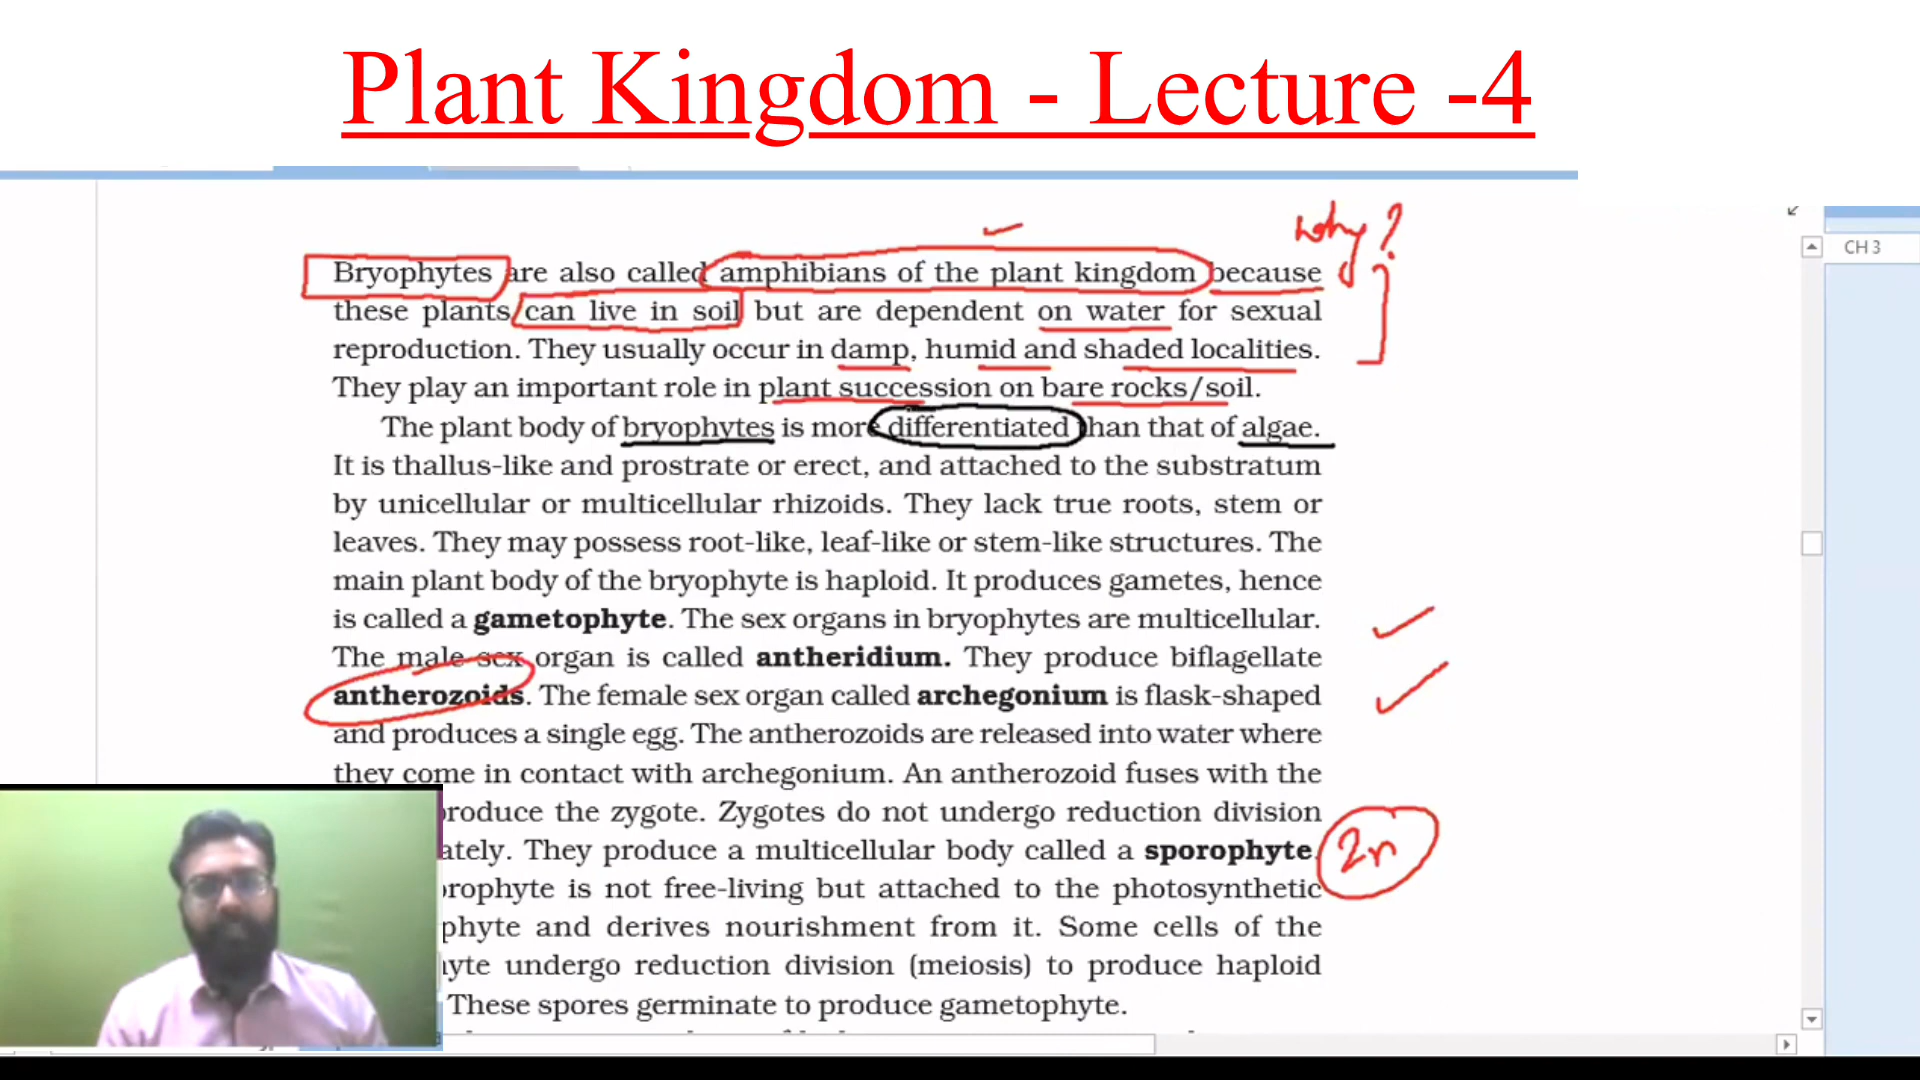 Plant Kingdom - Lecture -4
why?
CH 3
Bryophytes are also called amphibians of the plant kingdom because
these plants can live in soil but are dependent on water for sexual
reproduction. They usually occur in damp, humid and shaded localities.
They play an important role in plant succession on bare rocks/soil.
The plant body of bryophytes is more differentiated than that of algae.
It is thallus-like and prostrate or erect, and attached to the substratum
by unicellular or multicellular rhizoids. They lack true roots, stem or
leaves. They may possess root-like, leaf-like or stem-like structures. The
main plant body of the bryophyte is haploid. It produces gametes, hence
is called a gametophyte. The sex organs in bryophytes are multicellular.
The male sex organ is called antheridium. They produce biflagellate
antherozoids. The female sex organ called archegonium is flask-shaped
and produces a single egg. The antherozoids are released into water where
they come in contact with archegonium. An antherozoid fuses with the
roduce the zygote. Zygotes do not undergo reduction division
ately. They produce a multicellular body called a sporophyte.
2n
rophyte is not free-living but attached to the photosynthetic
phyte and derives nourishment from it. Some cells of the
yte undergo reduction division (meiosis) to produce haploid
These spores germinate to produce gametophyte.